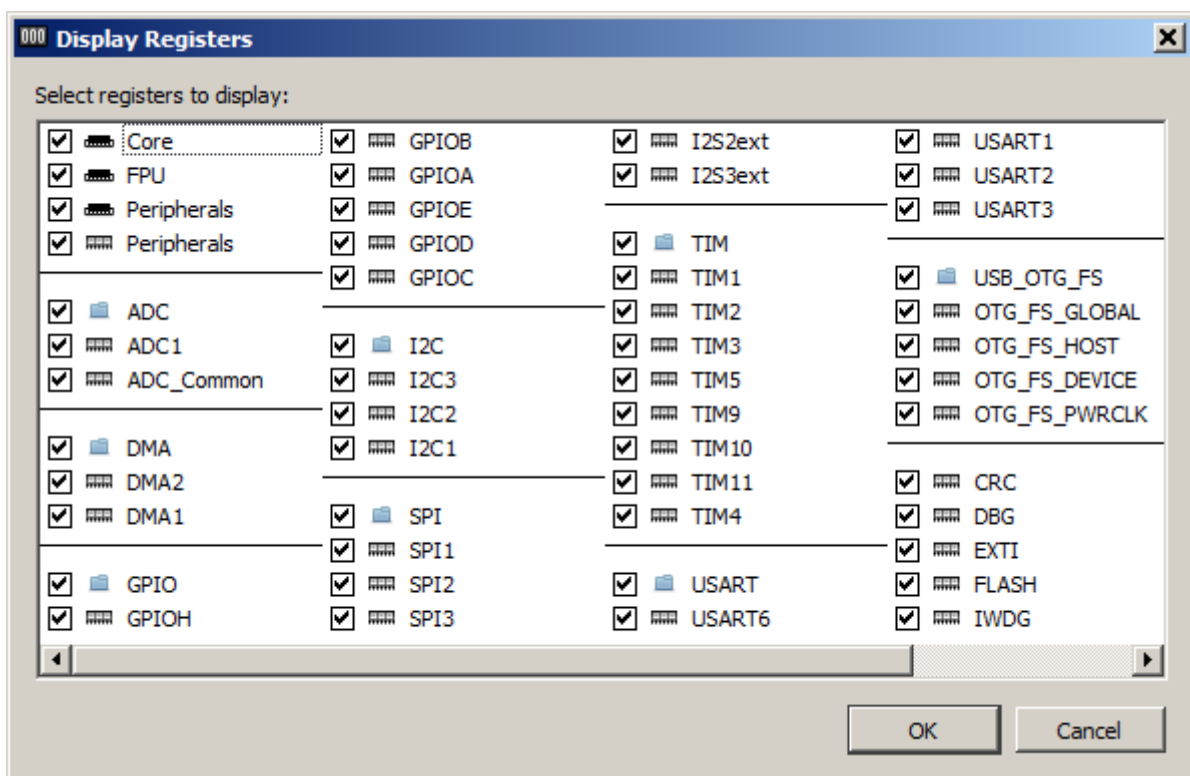 000 Display Registers
Select registers to display:
Core
FPU
Peripherals
Peripherals
ADC
ADC1
ADC_Common
DMA
DMA2
DMA1
GPIO
GPIOH
GPIOB
GPIOA
GPIOE
GPIOD
GPIOC
I2C
I2C3
I2C2
I2C1
SPI
SPI1
SPI2
SPI3
I2S2ext
I2S3ext
TIM
TIM1
TIM2
TIM3
TIM5
TIM9
TIM10
TIM11
TIM4
USART
USART6
USART1
USART2
USART3
USB_OTG_FS
OTG_FS_GLOBAL
OTG_FS_HOST
OTG_FS_DEVICE
OTG_FS_PWRCLK
CRC
DBG
EXTI
FLASH
IWDG
OK Cancel